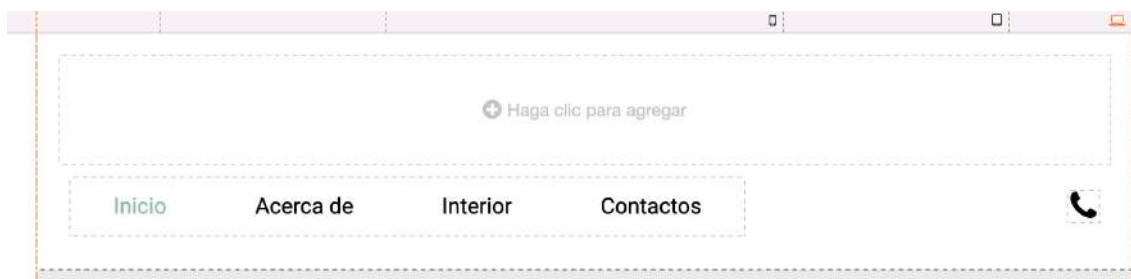 Haga clic para agregar
Inicio Acerca de Interior Contactos